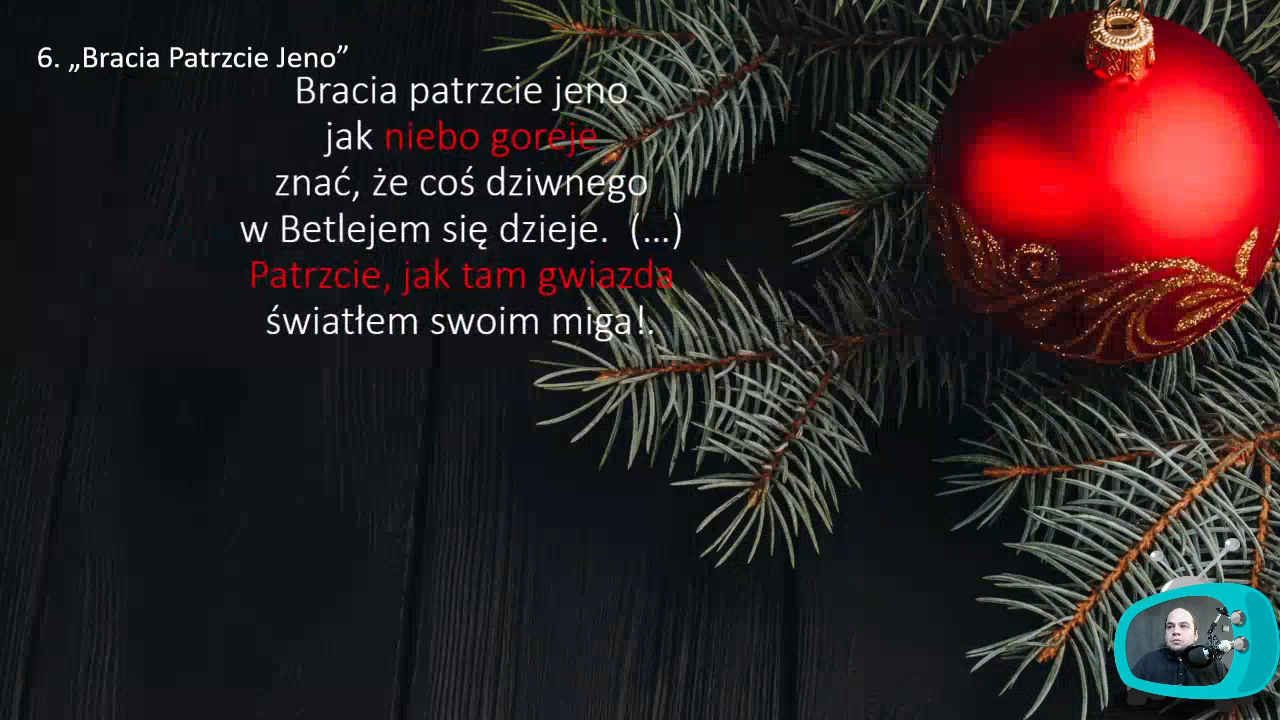 6. „Bracia Patrzcie Jeno”
Bracia patrzcie jeno
jak niebo goreje
znać, że coś dziwnego
w Betlejem się dzieje. (...)
Patrzcie, jak tam gwiazda
światłem swoim miga!.